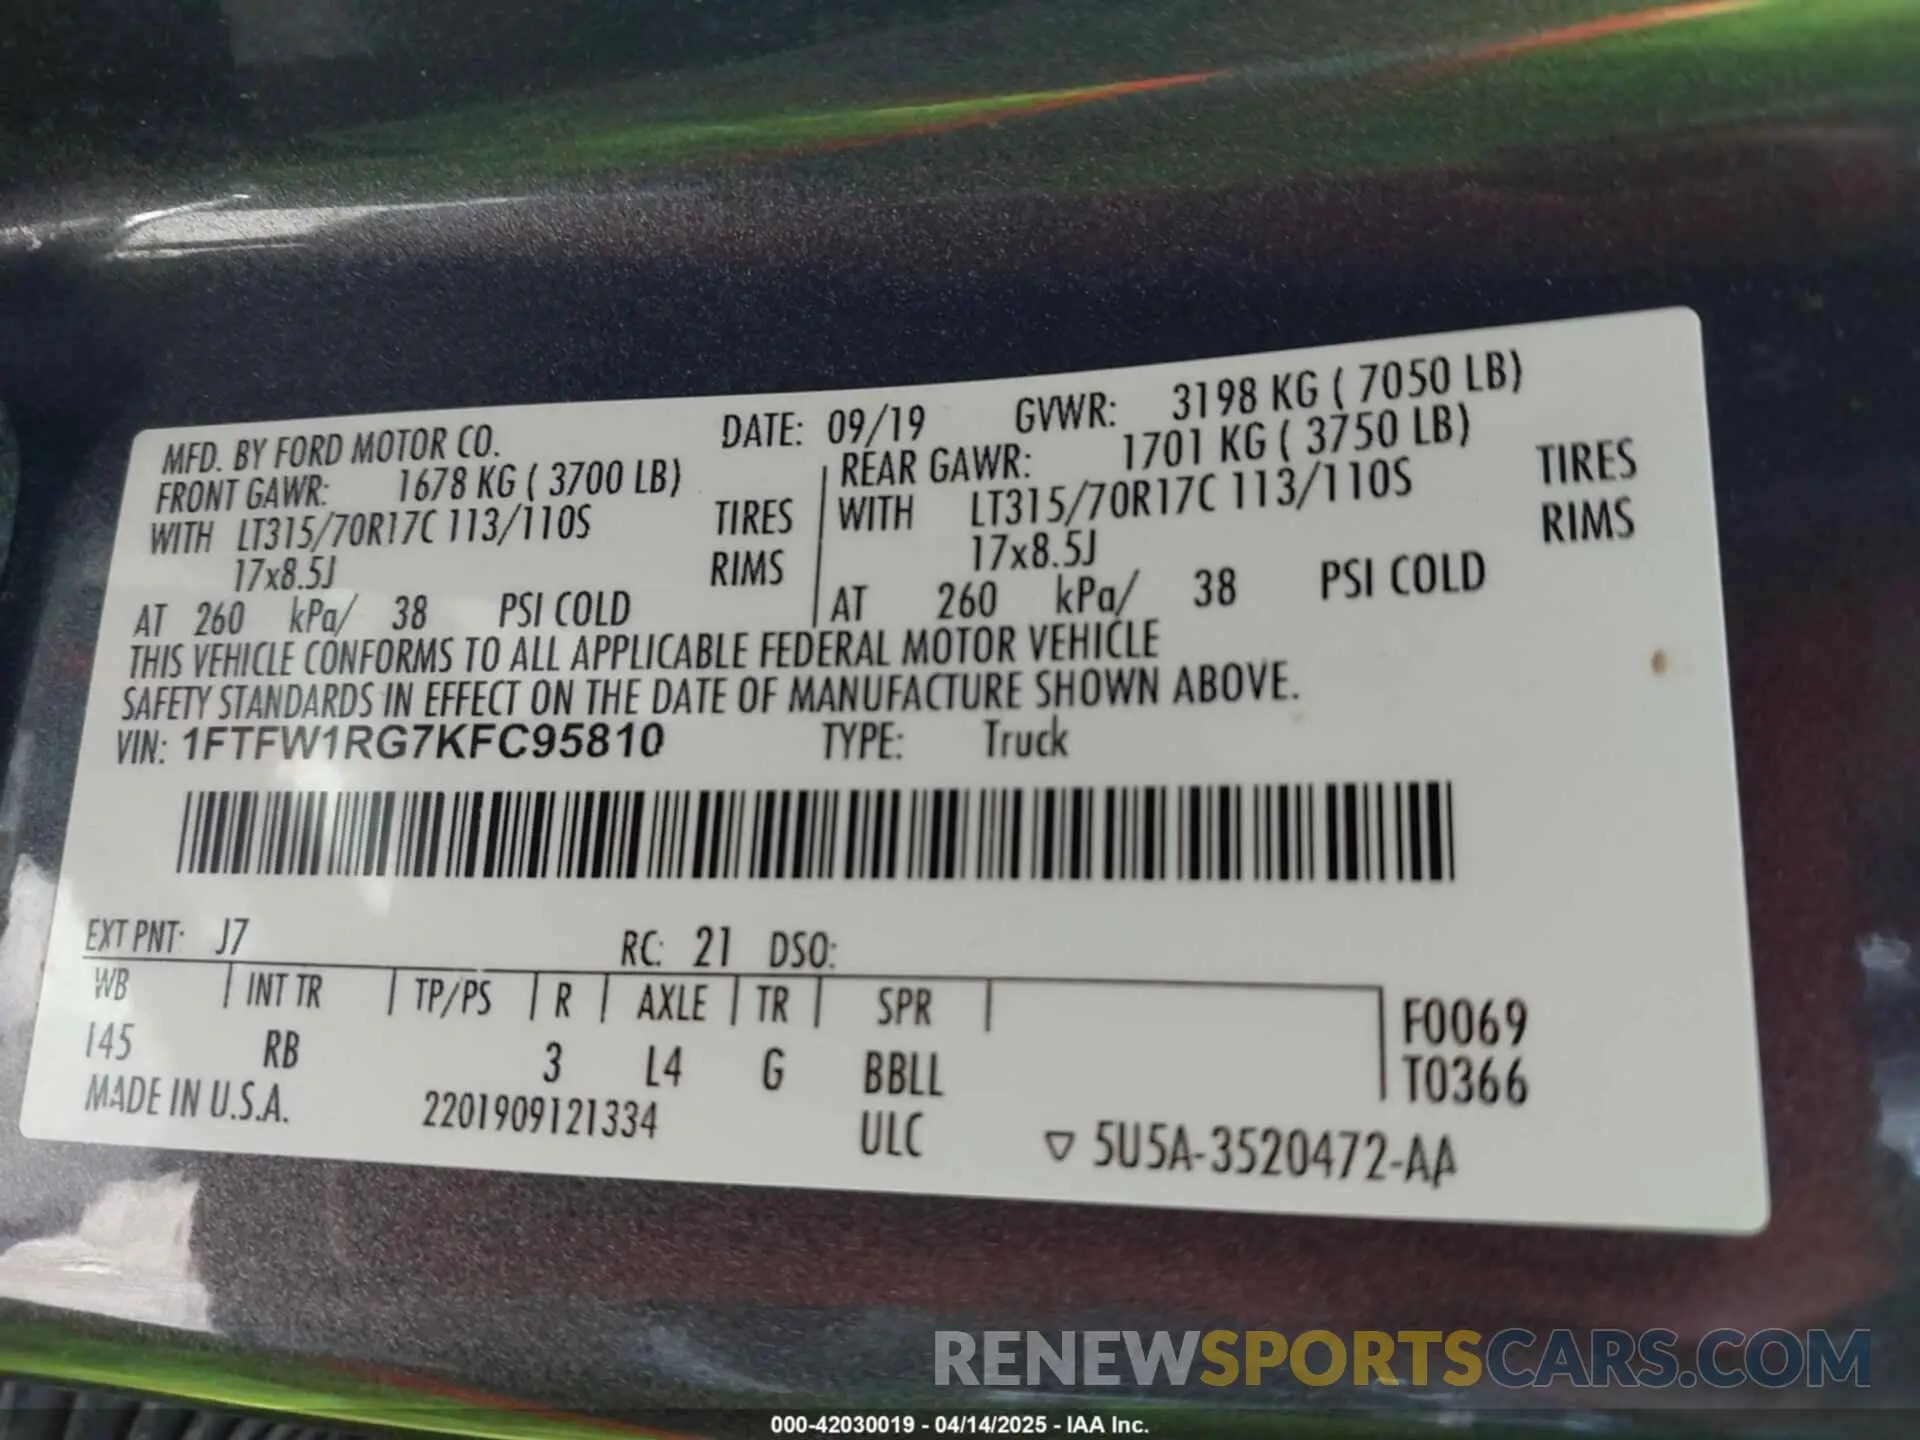 MFD. BY FORD MOTOR CO. DATE: 09/19 GVWR: 3198 KG ( 7050 LB)
FRONT GAWR: 1678 KG ( 3700 LB) REAR GAWR: 1701 KG ( 3750 LB)
WITH LT315/70R17C 113/110S TIRES WITH LT315/70R17C 113/110S TIRES
17x8.5J RIMS 17x8.5J RIMS
AT 260 kPa/ 38 PSI COLD AT 260 kPa/ 38 PSI COLD
THIS VEHICLE CONFORMS TO ALL APPLICABLE FEDERAL MOTOR VEHICLE
SAFETY STANDARDS IN EFFECT ON THE DATE OF MANUFACTURE SHOWN ABOVE.
VIN: 1FTFW1RG7KFC95810 TYPE: Truck
EXT PNT: J7 RC: 21 DSO:
WB INT TR TP/PS R AXLE TR SPR F0069
145 RB 3 L4 G BBLL T0366
MADE IN U.S.A. 2201909121334 ULC ▽ 5U5A-3520472-AA
RENEWSPORTSCARS.COM
000-42030019 - 04/14/2025 - IAA Inc.